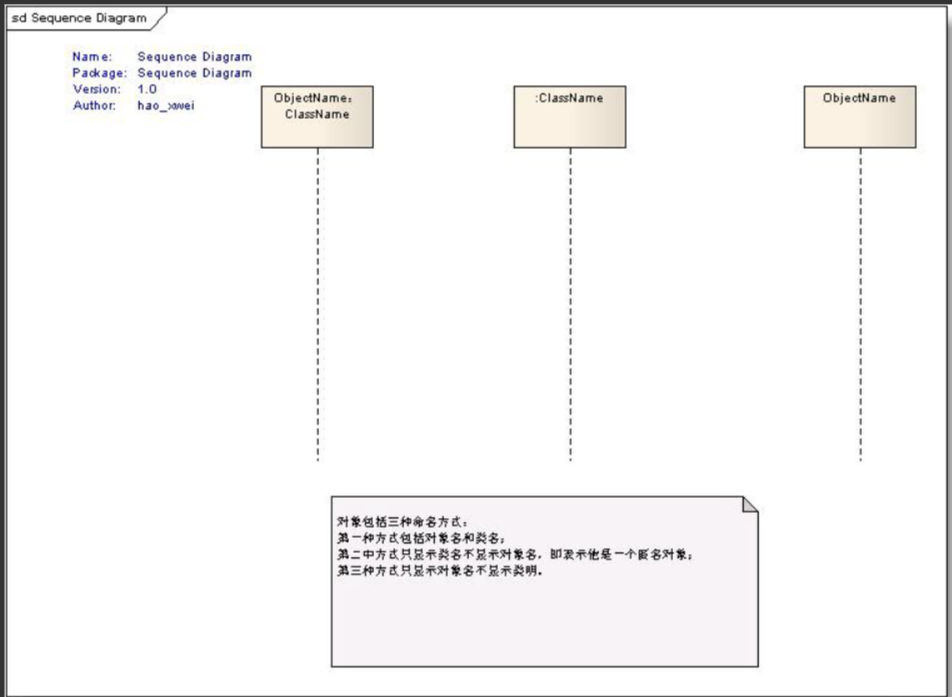 sd Sequence Diagram
Name: Sequence Diagram
Package: Sequence Diagram
Version: 1.0
Author: hao_xwei
ObjectName:
ClassName
:ClassName
ObjectName
对象包括三种命名方式:
第一种方式包括对象名和类名;
第二中方式只显示类名不显示对象名, 即表示他是一个匿名对象;
第三种方式只显示对象名不显示类明.